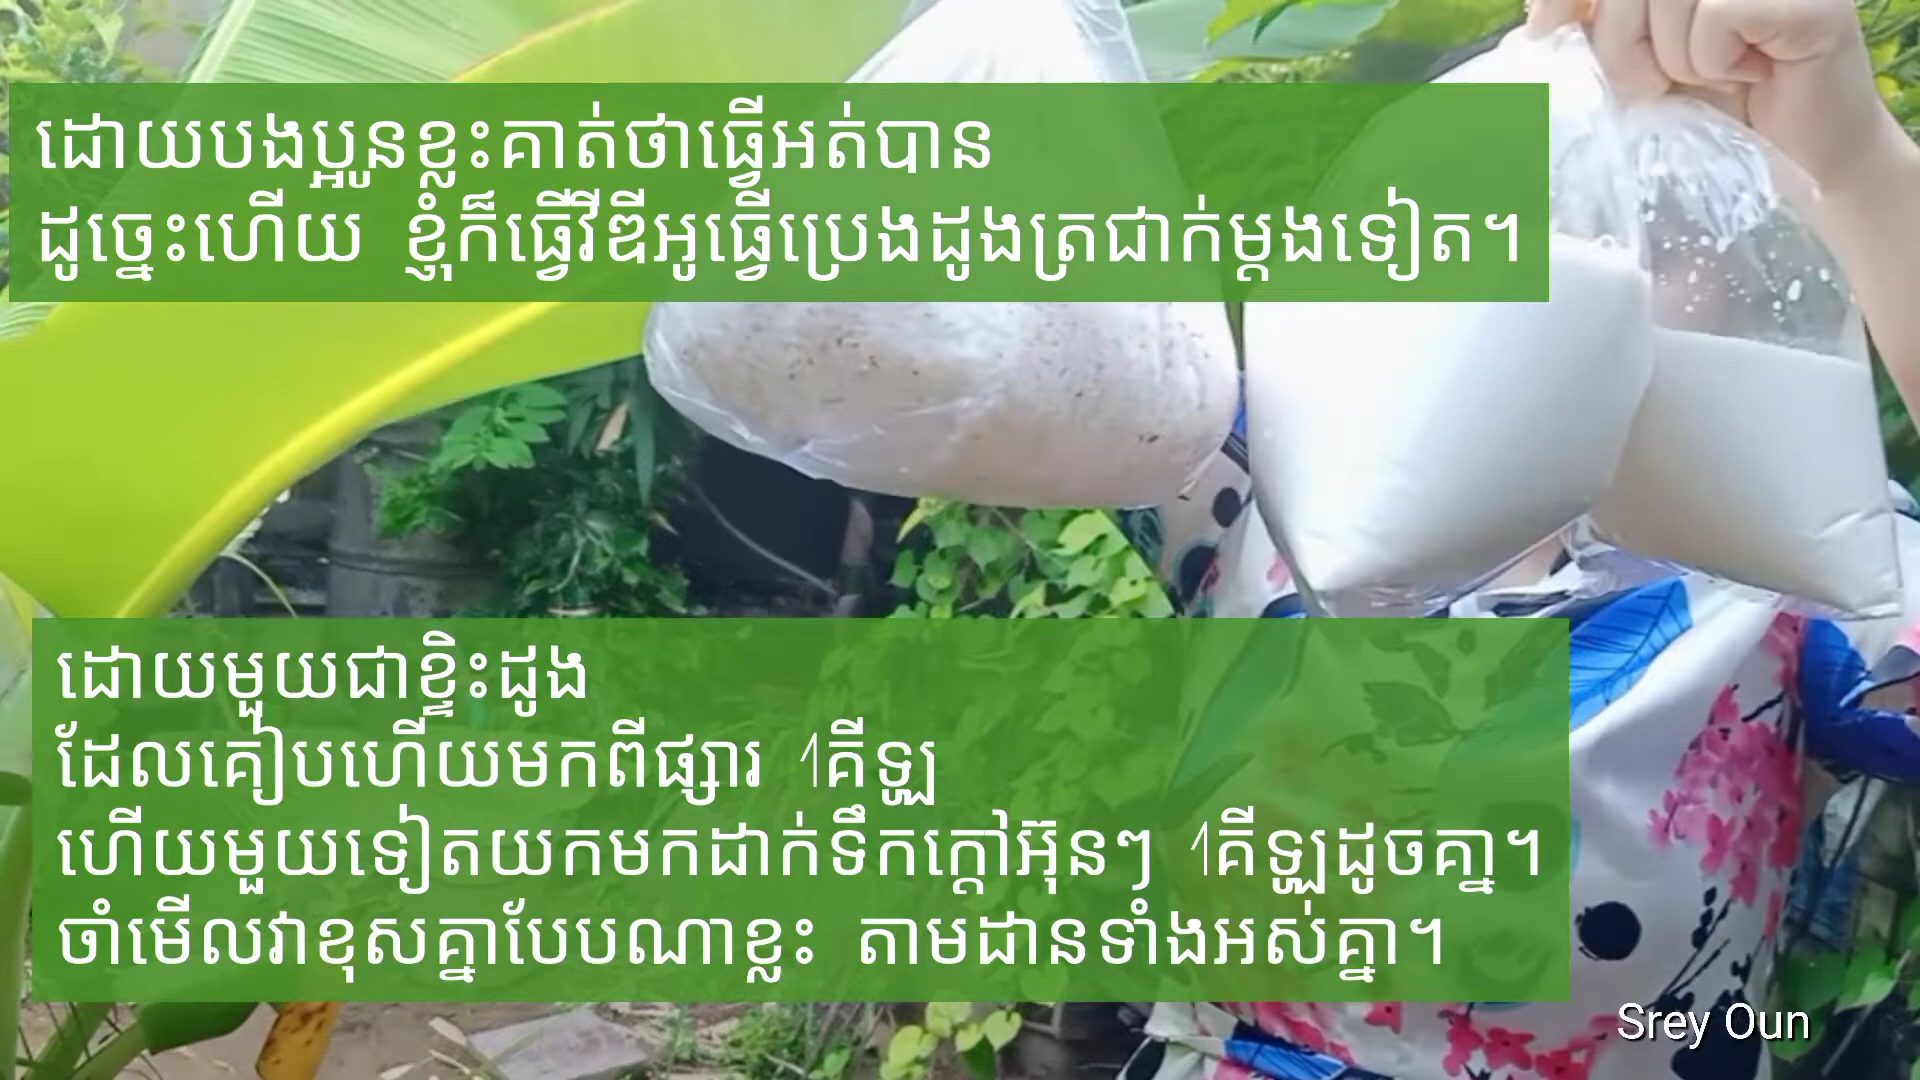 ដោយបងប្អូនខ្លះគាត់ថាធ្វើអត់បាន
ដូច្នេះហើយ ខ្ញុំក៏ធ្វើវីឌីអូធ្វើប្រេងដូងត្រជាក់ម្តងទៀត។
ដោយមួយជាខ្ទិះដូង
ដែលគៀបហើយមកពីផ្សារ 1គីឡូ
ហើយមួយទៀតយកមកដាក់ទឹកក្តៅអ៊ុនៗ 1គីឡូដូចគ្នា។
ចាំមើលវាខុសគ្នាបែបណាខ្លះ តាមដានទាំងអស់គ្នា។
Srey Oun